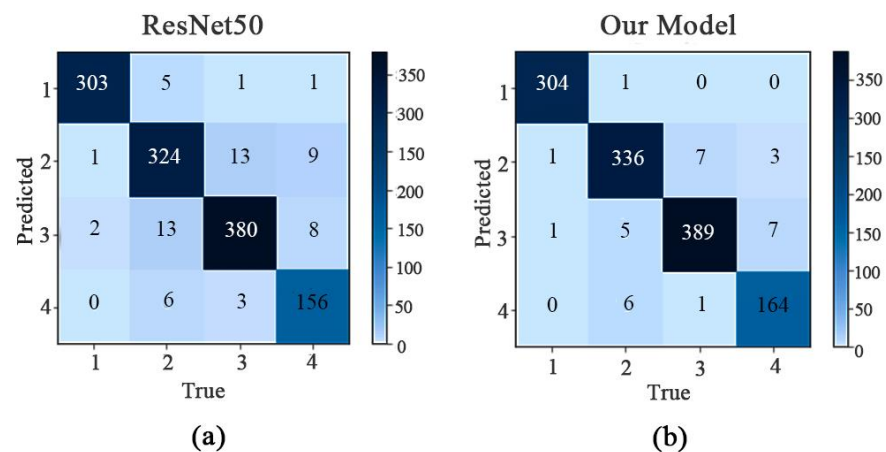 ResNet50
1 303 5 1 1 350
300
250
2 1 324 13 9 200
Predicted
150
3 2 13 380 8 100
4 0 6 3 156 50
0
1 2 3 4
True
(a)
Our Model
1 304 1 0 0 350
300
250
2 1 336 7 3 200
Predicted
150
3 1 5 389 7 100
4 0 6 1 164 50
0
1 2 3 4
True
(b)